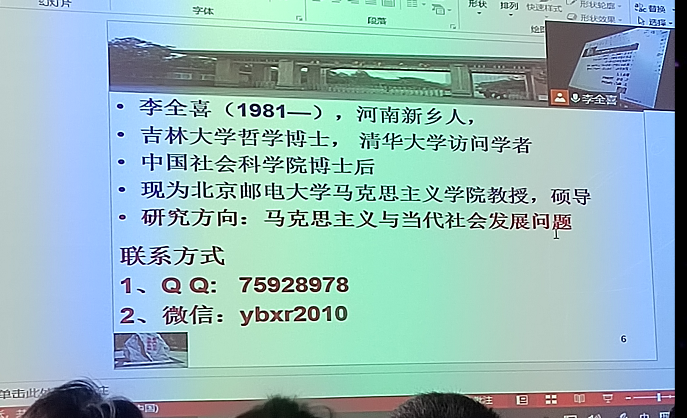 幻灯片
字体
段落
形状
排列
快速样式
形状轮廓
形状效果
替换
选择
李全喜
• 李全喜（1981—），河南新乡人，
• 吉林大学哲学博士， 清华大学访问学者
• 中国社会科学院博士后
• 现为北京邮电大学马克思主义学院教授，硕导
• 研究方向：马克思主义与当代社会发展问题
联系方式
1、Q Q： 75928978
2、微信：ybxr2010
6